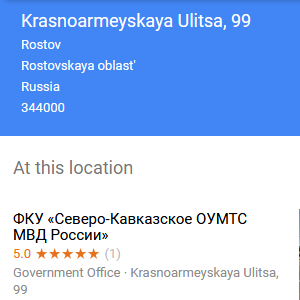 Krasnoarmeyskaya Ulitsa, 99
Rostov
Rostovskaya oblast'
Russia
344000
At this location
ФКУ «Северо-Кавказское ОУМТС
МВД России»
5.0 ★★★★★ (1)
Government Office · Krasnoarmeyskaya Ulitsa,
99